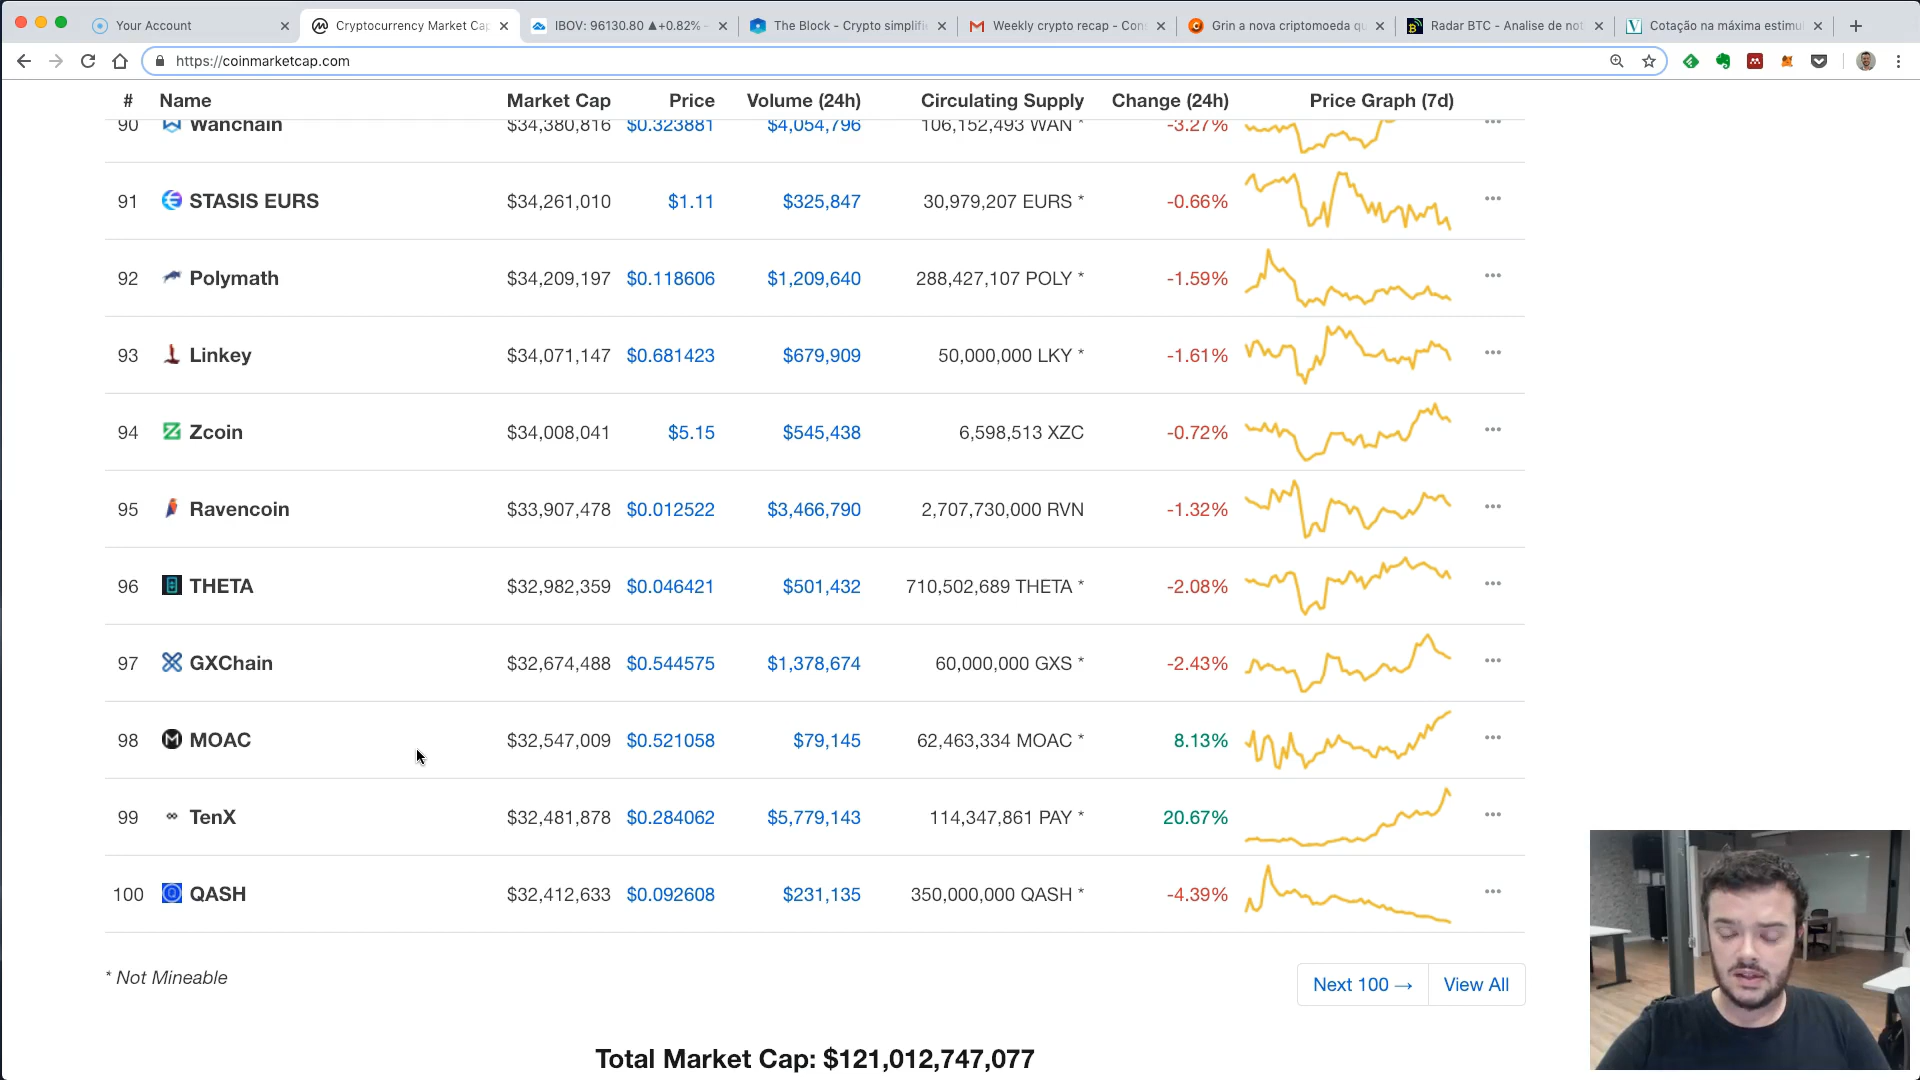 Your Account
Cryptocurrency Market Cap
IBOV: 96130.80 ▲+0.82% -
The Block - Crypto simplifi
Weekly crypto recap - Con
Grin a nova criptomoeda qu
Radar BTC - Analise de not
Cotação na máxima estimu
https://coinmarketcap.com
# Name Market Cap Price Volume (24h) Circulating Supply Change (24h) Price Graph (7d)
90 Wanchain $34,380,816 $0.323881 $4,054,796 106,152,493 WAN * -3.27%
91 STASIS EURS $34,261,010 $1.11 $325,847 30,979,207 EURS * -0.66%
92 Polymath $34,209,197 $0.118606 $1,209,640 288,427,107 POLY * -1.59%
93 Linkey $34,071,147 $0.681423 $679,909 50,000,000 LKY * -1.61%
94 Zcoin $34,008,041 $5.15 $545,438 6,598,513 XZC -0.72%
95 Ravencoin $33,907,478 $0.012522 $3,466,790 2,707,730,000 RVN -1.32%
96 THETA $32,982,359 $0.046421 $501,432 710,502,689 THETA * -2.08%
97 GXChain $32,674,488 $0.544575 $1,378,674 60,000,000 GXS * -2.43%
98 MOAC $32,547,009 $0.521058 $79,145 62,463,334 MOAC * 8.13%
99 TenX $32,481,878 $0.284062 $5,779,143 114,347,861 PAY * 20.67%
100 QASH $32,412,633 $0.092608 $231,135 350,000,000 QASH * -4.39%
* Not Mineable
Next 100 → View All
Total Market Cap: $121,012,747,077